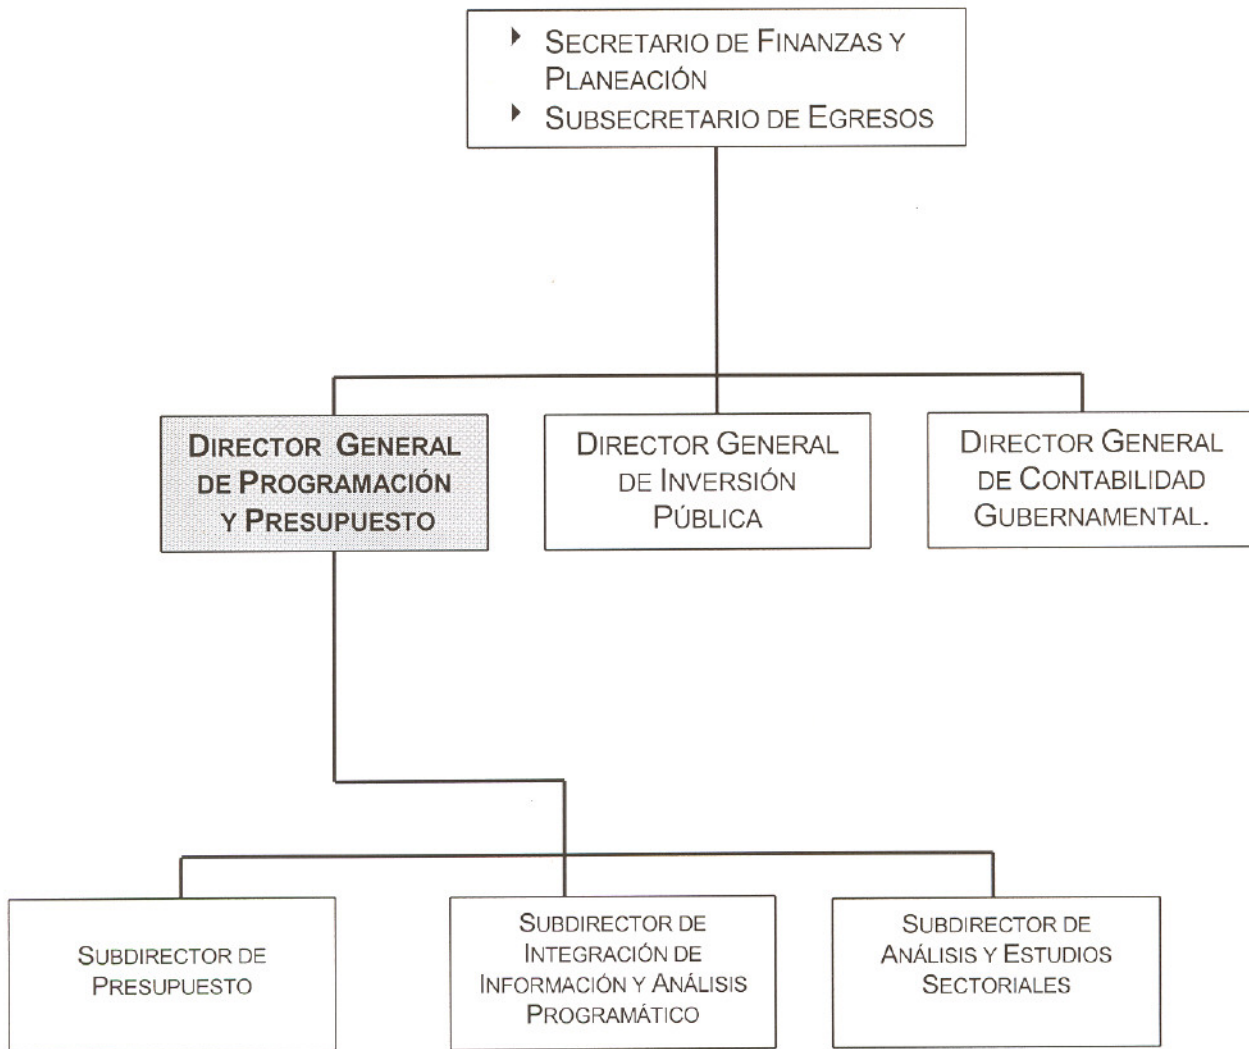 SECRETARIO DE FINANZAS Y
PLANEACIÓN
SUBSECRETARIO DE EGRESOS
DIRECTOR GENERAL
DE PROGRAMACIÓN
Y PRESUPUESTO
DIRECTOR GENERAL
DE INVERSIÓN
PÚBLICA
DIRECTOR GENERAL
DE CONTABILIDAD
GUBERNAMENTAL.
SUBDIRECTOR DE
PRESUPUESTO
SUBDIRECTOR DE
INTEGRACIÓN DE
INFORMACIÓN Y ANÁLISIS
PROGRAMÁTICO
SUBDIRECTOR DE
ANÁLISIS Y ESTUDIOS
SECTORIALES